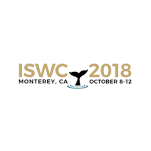 ISWC 2018
MONTEREY, CA OCTOBER 8-12